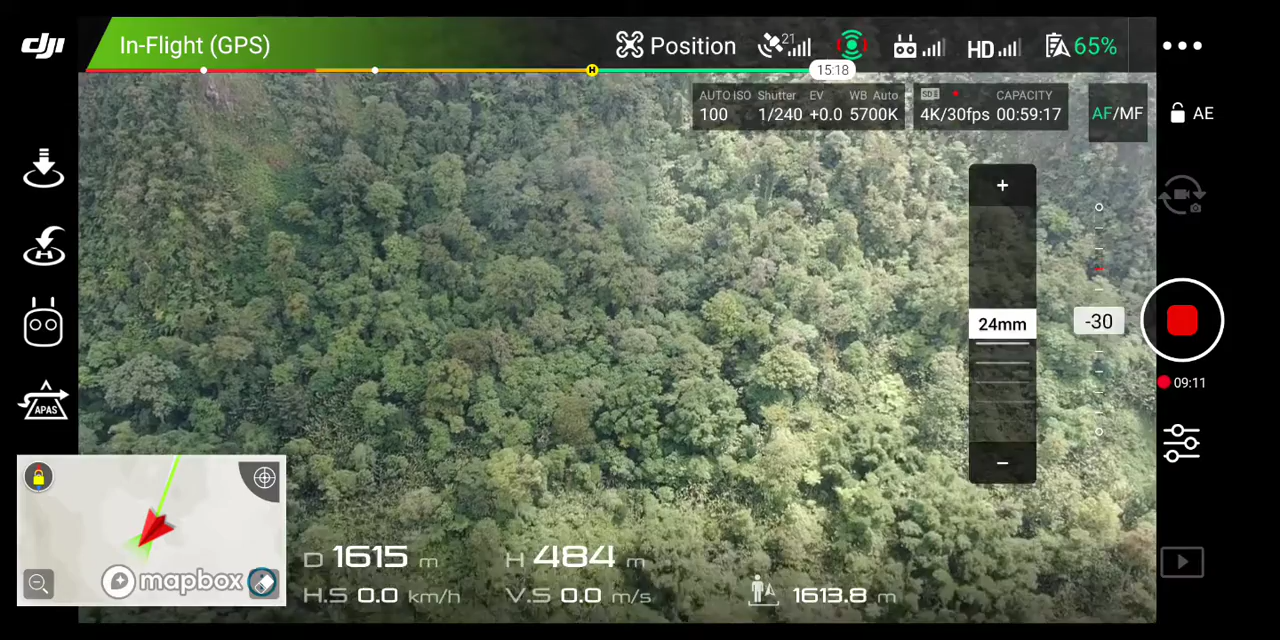 dji
In-Flight (GPS)
Position
21
HD
65%
15:18
AUTO ISO Shutter EV WB Auto
100 1/240 +0.0 5700K
CAPACITY
4K/30fps 00:59:17
AF/MF
AE
H
H
APAS
+
24mm
−
-30
09:11
mapbox
D 1615 m
H 484 m
H.S 0.0 km/h
V.S 0.0 m/s
1613.8 m